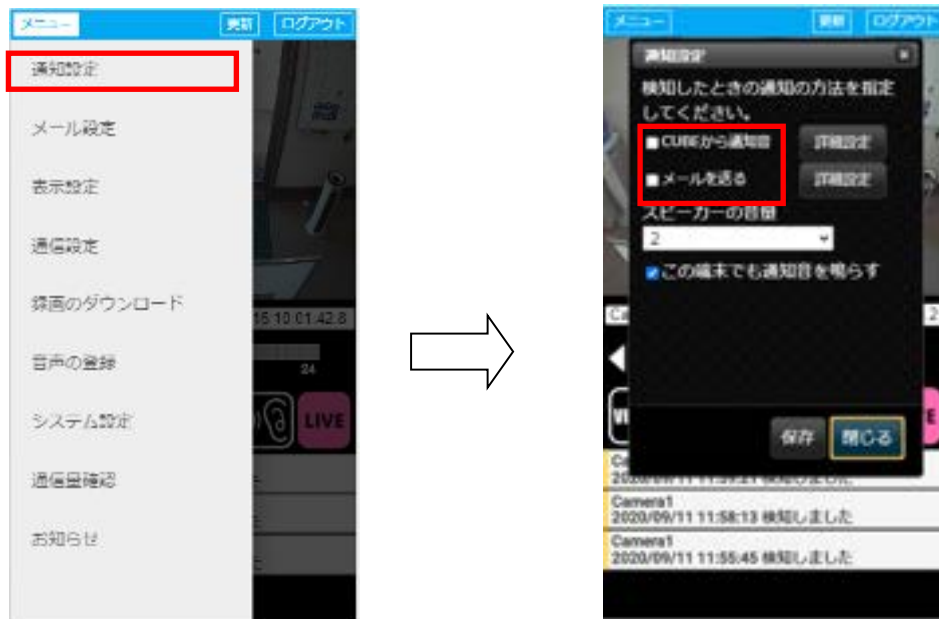 メニュー 更新 ログアウト
通知設定
メール設定
表示設定
通信設定
録画のダウンロード
音声の登録
システム設定
通信量確認
お知らせ
15 10:01:42.8
24
LIVE
メニュー 更新 ログアウト
通知設定
検知したときの通知の方法を指定
してください。
CUBEから通知音 詳細設定
メールを送る 詳細設定
スピーカーの音量
2
この端末でも通知音を鳴らす
保存 閉じる
Camera1
2020/09/11 11:58:13 検知しました
Camera1
2020/09/11 11:55:45 検知しました